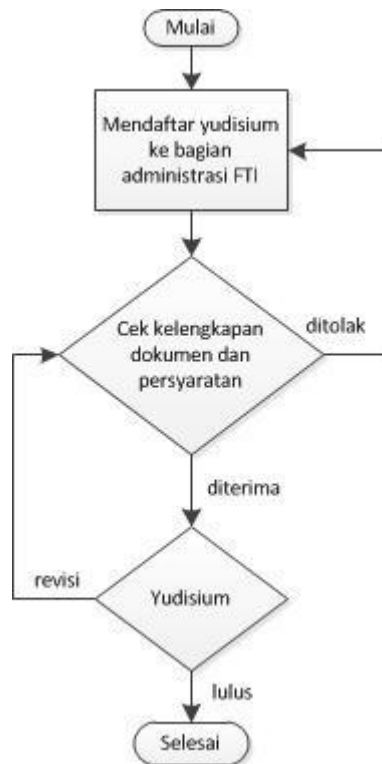 Mulai
Mendaftar yudisium
ke bagian
administrasi FTI
Cek kelengkapan
dokumen dan
persyaratan
ditolak
diterima
revisi
Yudisium
lulus
Selesai